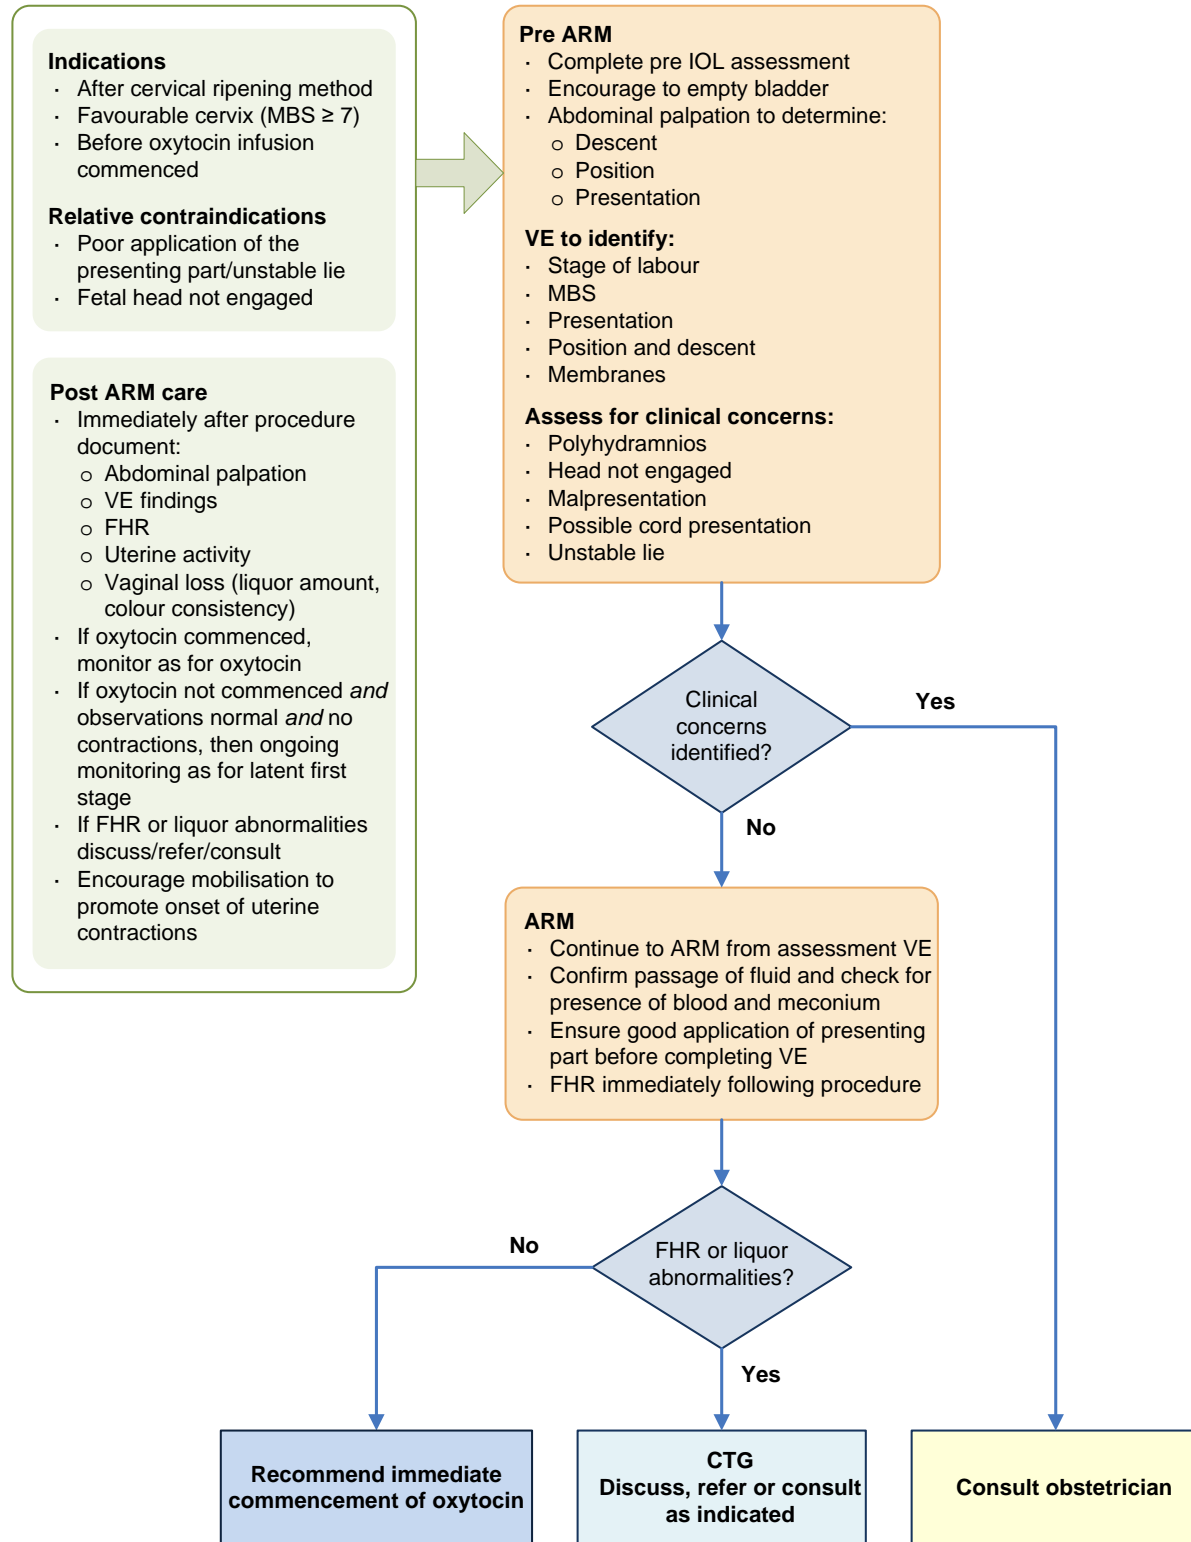 Indications
· After cervical ripening method
· Favourable cervix (MBS ≥ 7)
· Before oxytocin infusion
commenced
Relative contraindications
· Poor application of the
presenting part/unstable lie
· Fetal head not engaged
Post ARM care
· Immediately after procedure
document:
o Abdominal palpation
o VE findings
o FHR
o Uterine activity
o Vaginal loss (liquor amount,
colour consistency)
· If oxytocin commenced,
monitor as for oxytocin
· If oxytocin not commenced and
observations normal and no
contractions, then ongoing
monitoring as for latent first
stage
· If FHR or liquor abnormalities
discuss/refer/consult
· Encourage mobilisation to
promote onset of uterine
contractions
Pre ARM
· Complete pre IOL assessment
· Encourage to empty bladder
· Abdominal palpation to determine:
o Descent
o Position
o Presentation
VE to identify:
· Stage of labour
· MBS
· Presentation
· Position and descent
· Membranes
Assess for clinical concerns:
· Polyhydramnios
· Head not engaged
· Malpresentation
· Possible cord presentation
· Unstable lie
Clinical
concerns
identified?
Yes
No
ARM
· Continue to ARM from assessment VE
· Confirm passage of fluid and check for
presence of blood and meconium
· Ensure good application of presenting
part before completing VE
· FHR immediately following procedure
FHR or liquor
abnormalities?
No
Yes
Recommend immediate
commencement of oxytocin
CTG
Discuss, refer or consult
as indicated
Consult obstetrician